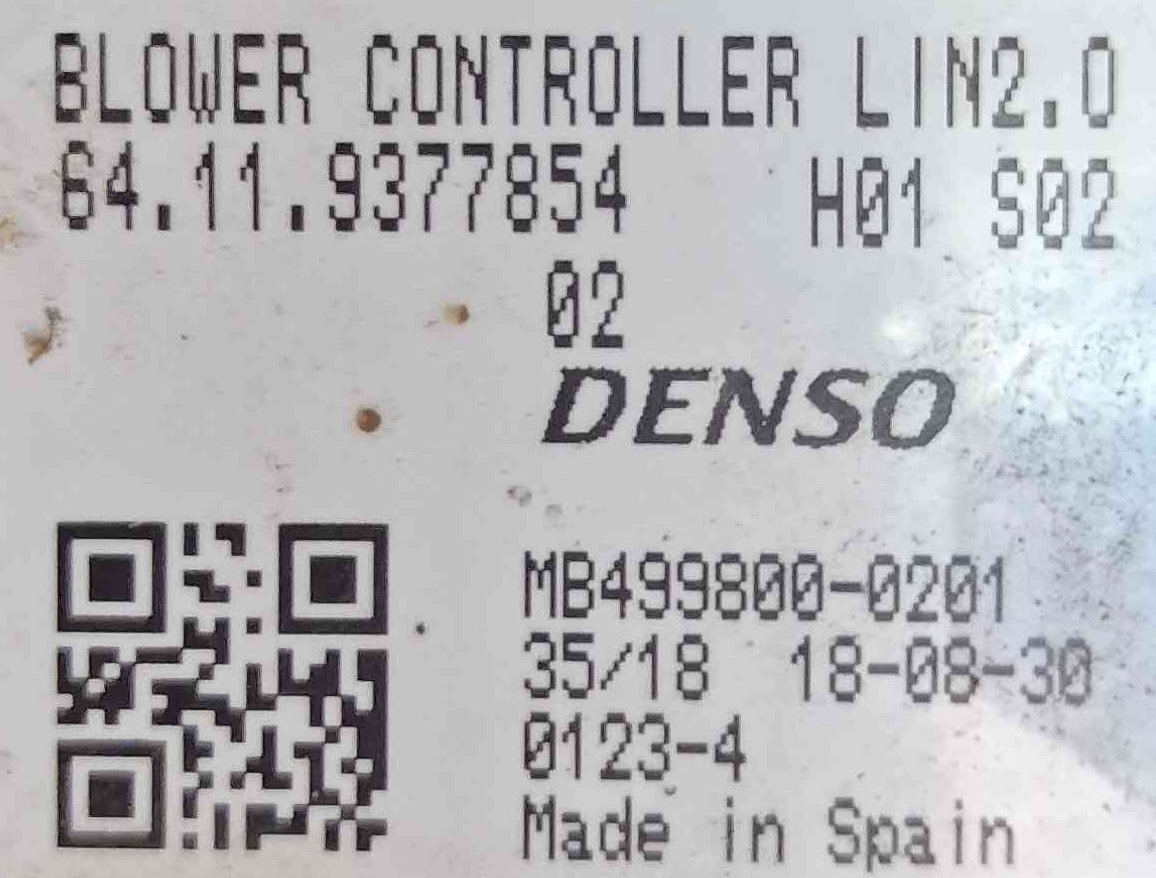 BLOWER CONTROLLER LIN2.0
64.11.9377854 H01 S02
02
DENSO
MB499800-0201
35/18 18-08-30
0123-4
Made in Spain